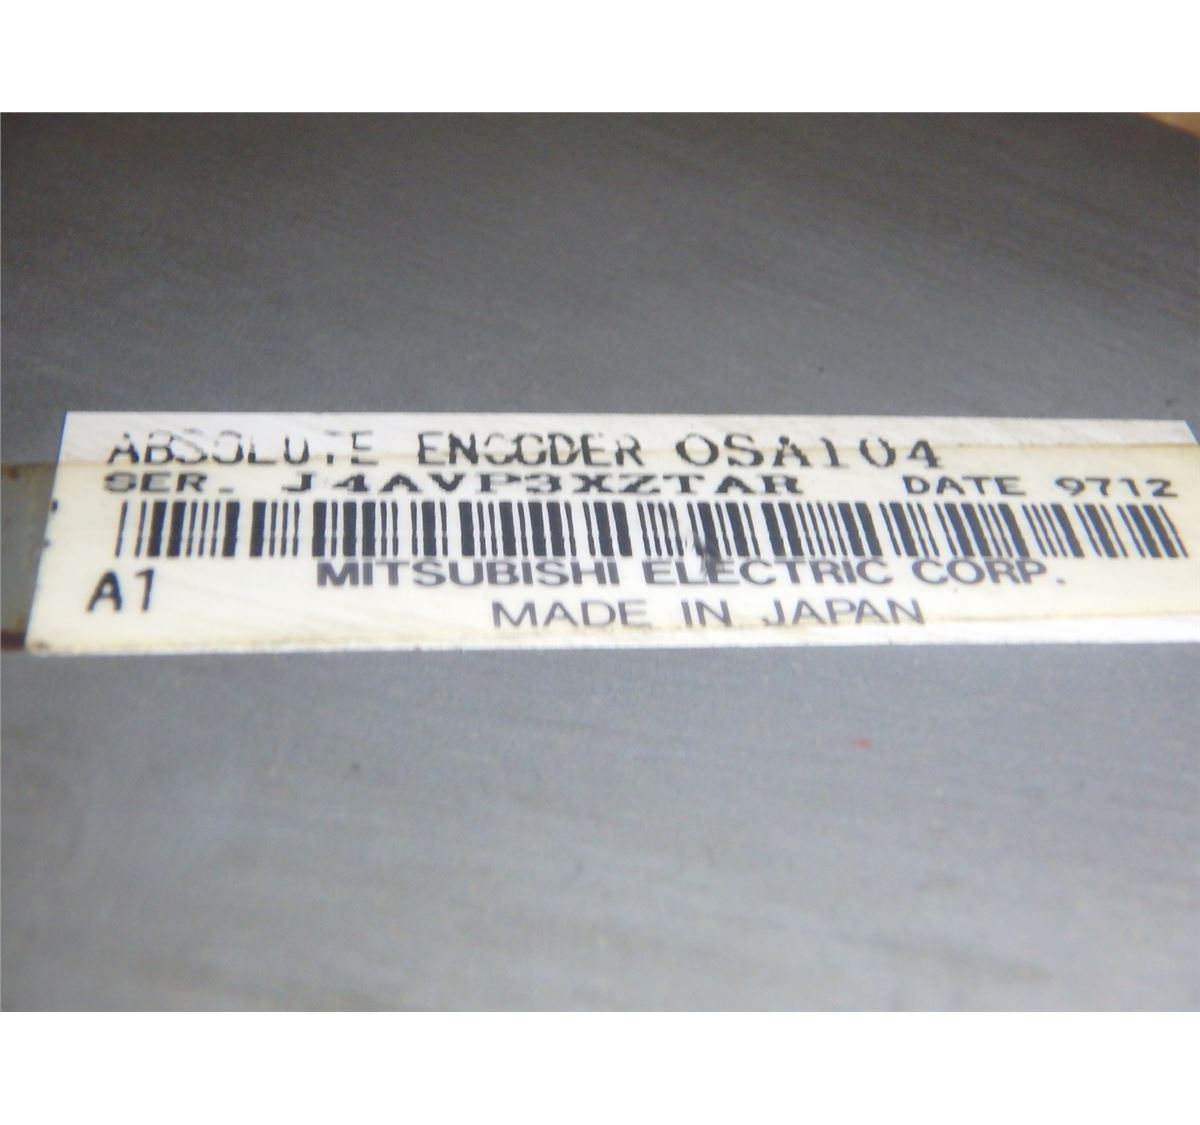 ABSOLUTE ENCODER OSA104
SER. J4AVP3XZTAR DATE 9712
A1 MITSUBISHI ELECTRIC CORP.
MADE IN JAPAN